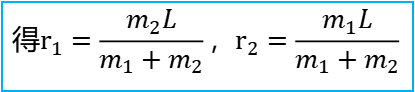 得r₁ = m₂L / (m₁ + m₂) , r₂ = m₁L / (m₁ + m₂)